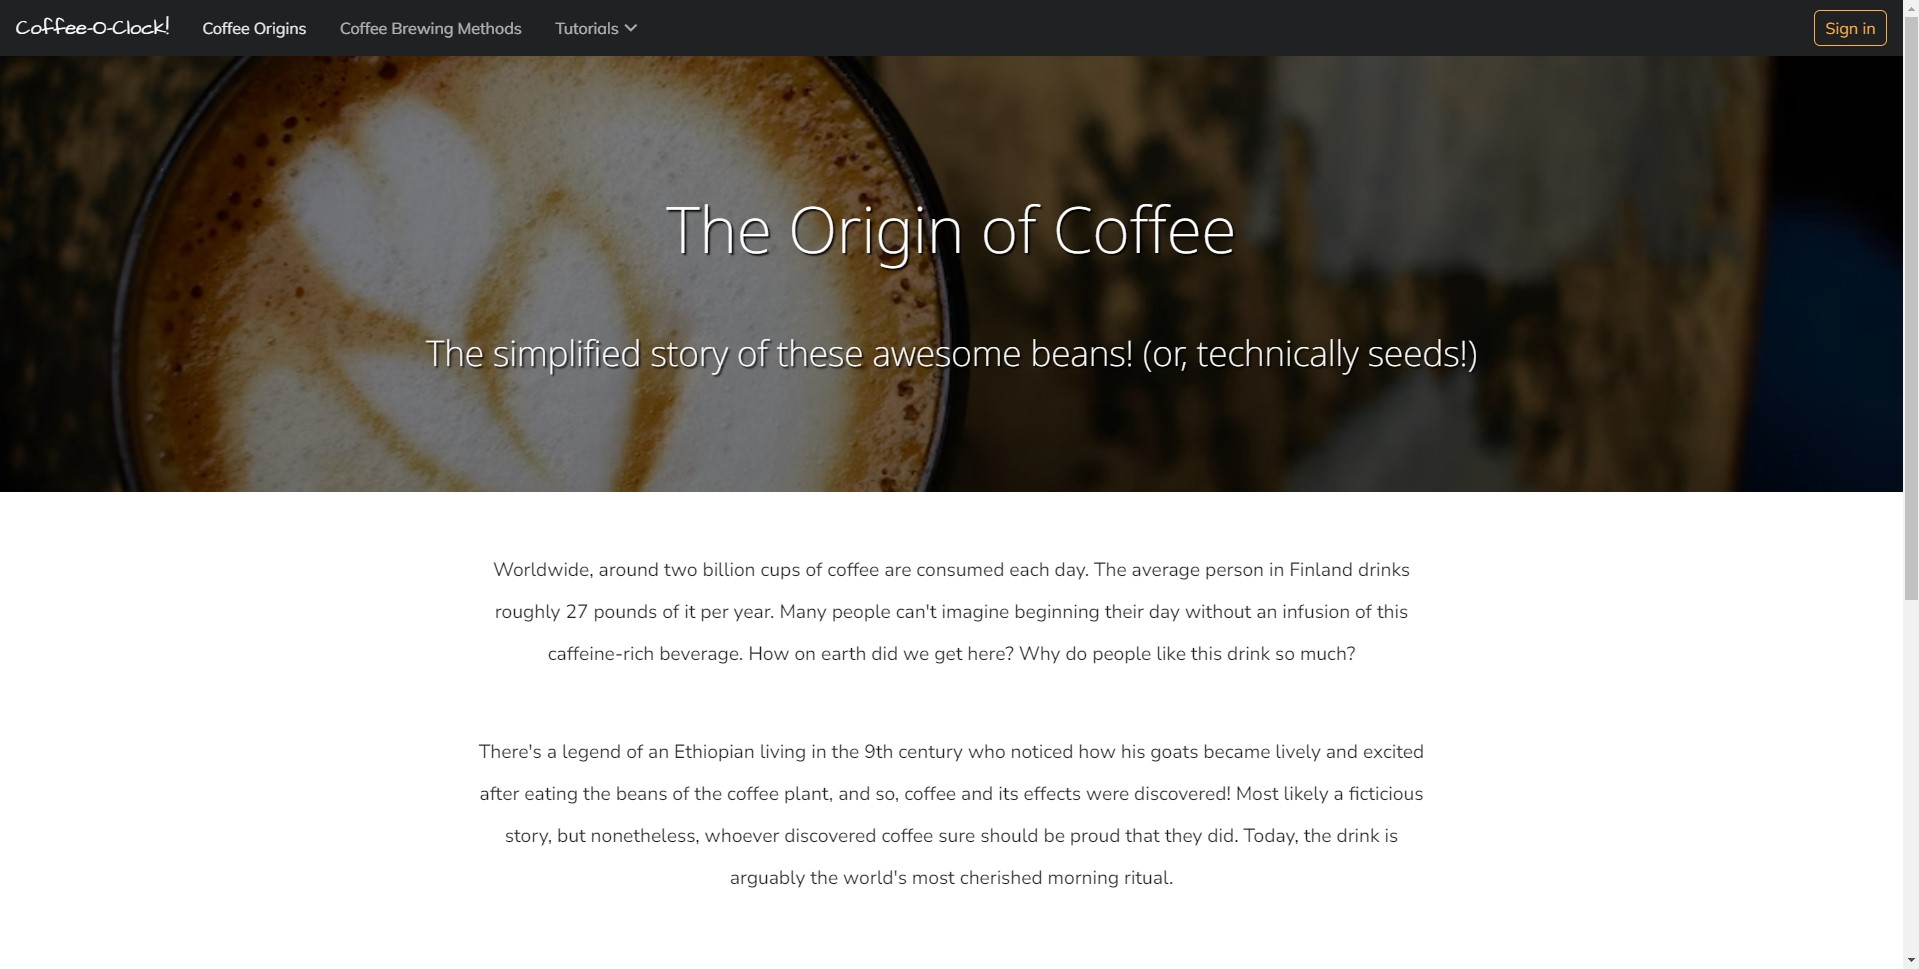 Coffee-O-Clock!
Coffee Origins
Coffee Brewing Methods
Tutorials
Sign in
The Origin of Coffee
The simplified story of these awesome beans! (or, technically seeds!)
Worldwide, around two billion cups of coffee are consumed each day. The average person in Finland drinks
roughly 27 pounds of it per year. Many people can't imagine beginning their day without an infusion of this
caffeine-rich beverage. How on earth did we get here? Why do people like this drink so much?
There's a legend of an Ethiopian living in the 9th century who noticed how his goats became lively and excited
after eating the beans of the coffee plant, and so, coffee and its effects were discovered! Most likely a ficticious
story, but nonetheless, whoever discovered coffee sure should be proud that they did. Today, the drink is
arguably the world's most cherished morning ritual.